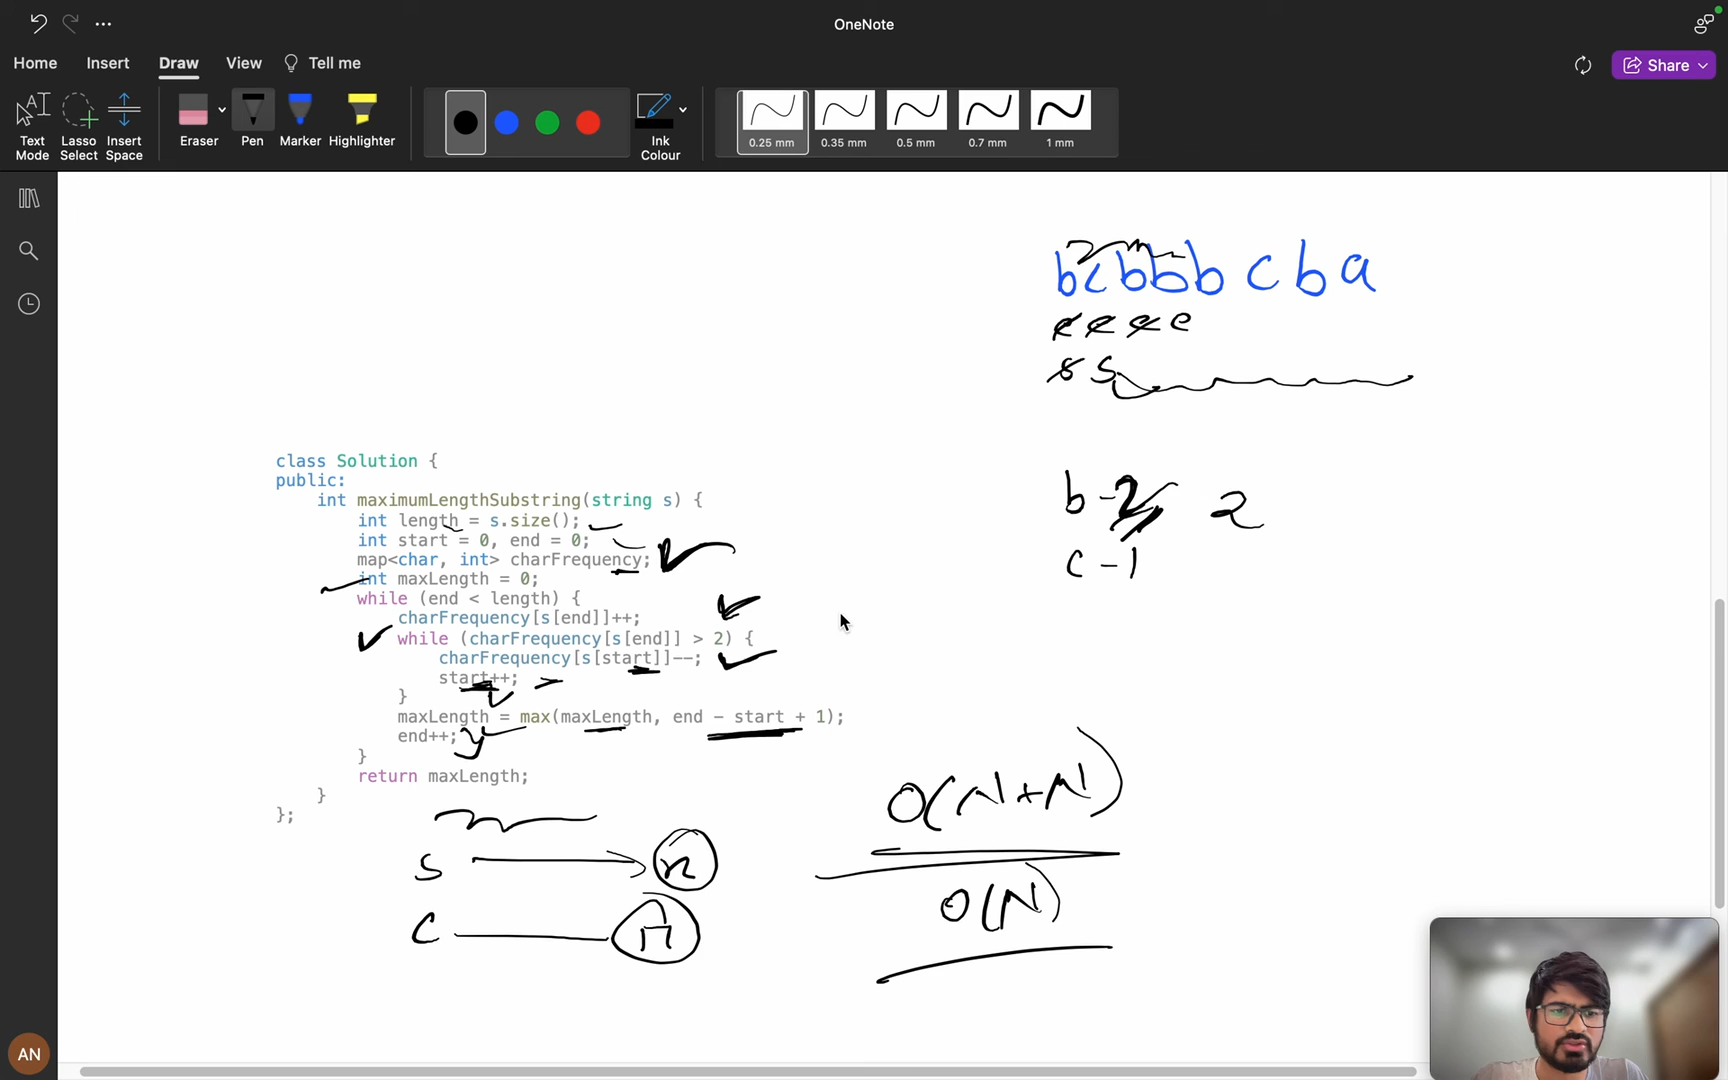 OneNote
Home Insert Draw View Tell me
Share
Text Mode
Lasso Select
Insert Space
Eraser
Pen
Marker
Highlighter
Ink Colour
0.25 mm
0.35 mm
0.5 mm
0.7 mm
1 mm
bcbbb c b a
e e e e
s s
b - 2 2
c - 1
class Solution {
public:
int maximumLengthSubstring(string s) {
int length = s.size();
int start = 0, end = 0;
map<char, int> charFrequency;
int maxLength = 0;
while (end < length) {
charFrequency[s[end]]++;
while (charFrequency[s[end]] > 2) {
charFrequency[s[start]]--;
start++;
}
maxLength = max(maxLength, end - start + 1);
end++;
}
return maxLength;
}
};
O(N+N)
s n
O(N)
n
AN